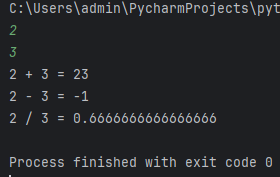 C:\Users\admin\PycharmProjects\pyt
2
3
2 + 3 = 23
2 - 3 = -1
2 / 3 = 0.6666666666666666
Process finished with exit code 0